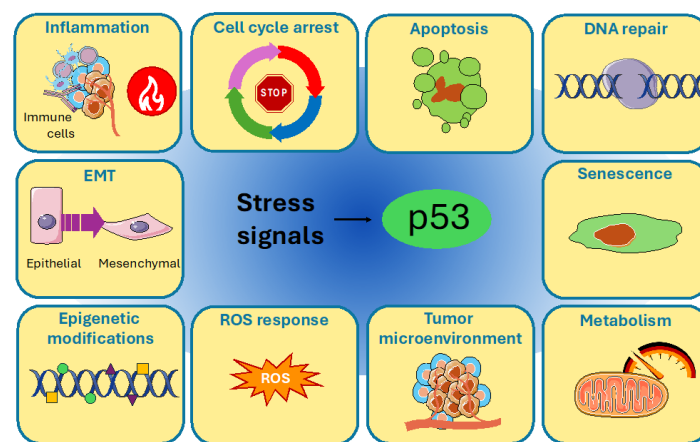 Inflammation
Immune
cells
Cell cycle arrest
STOP
Apoptosis
DNA repair
EMT
Epithelial
Mesenchymal
Stress
signals
p53
Senescence
Epigenetic
modifications
ROS response
ROS
Tumor
microenvironment
Metabolism